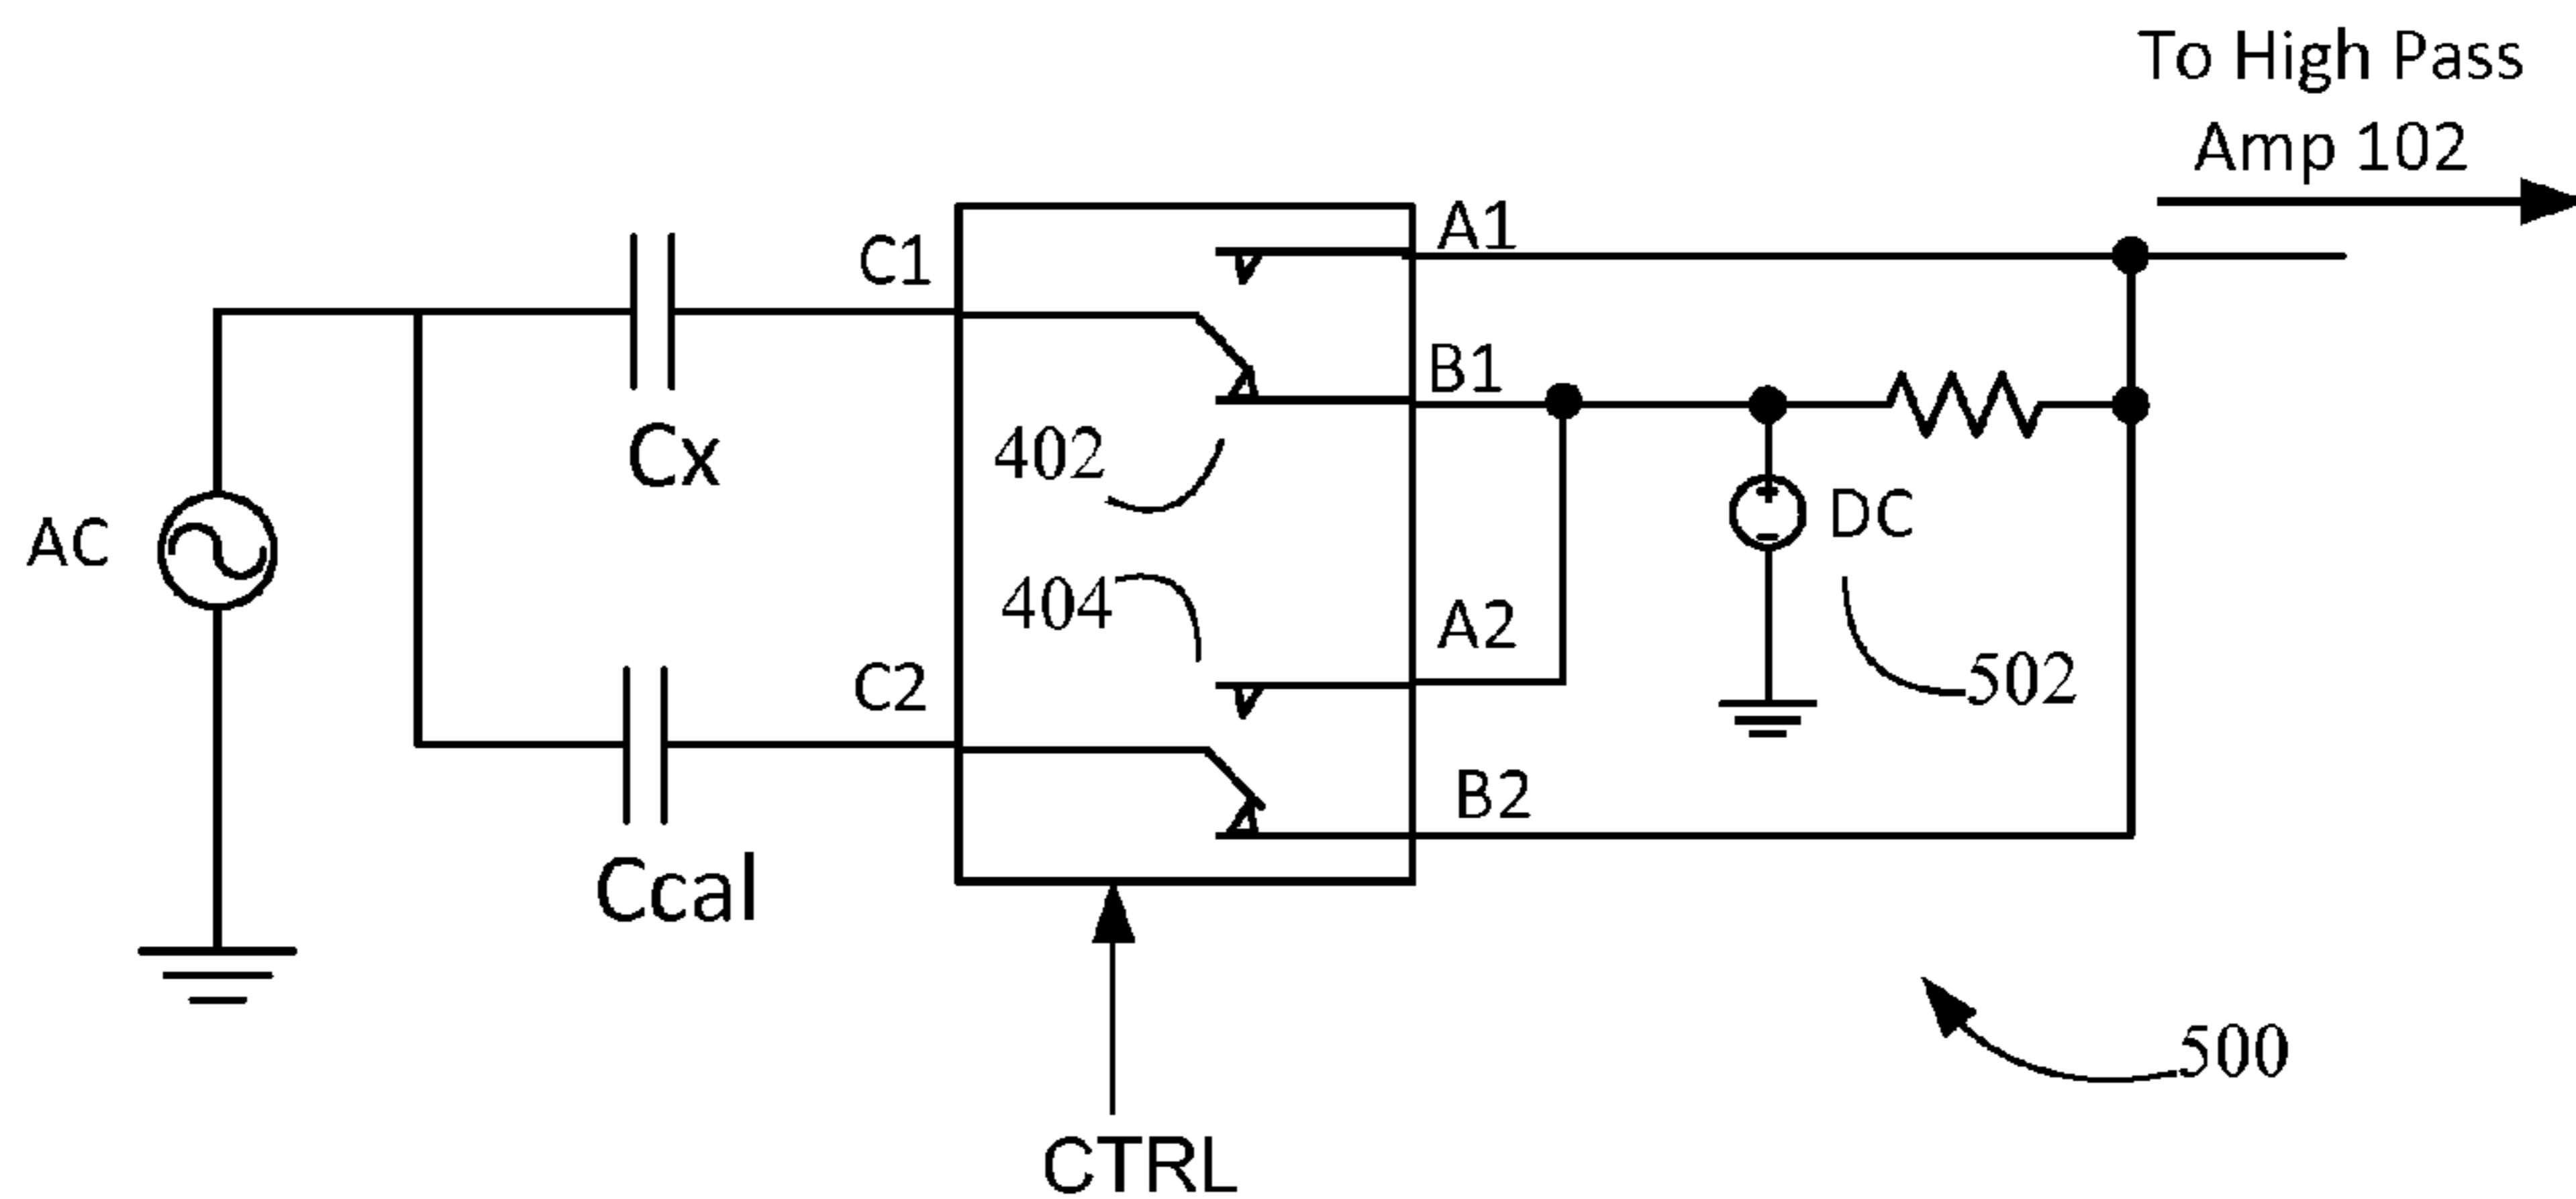 To High Pass
Amp 102
A1
C1
B1
402
Cx
AC
DC
404
A2
502
C2
B2
Ccal
500
CTRL